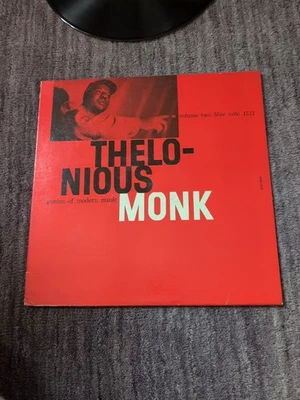 volume two blue note 1511
THELO-
NIOUS
genius of modern music
MONK